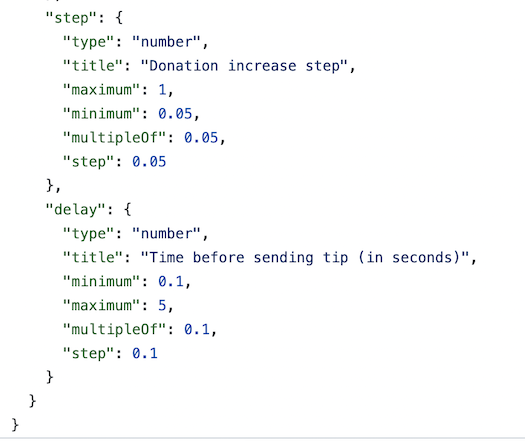 "step": {
"type": "number",
"title": "Donation increase step",
"maximum": 1,
"minimum": 0.05,
"multipleOf": 0.05,
"step": 0.05
},
"delay": {
"type": "number",
"title": "Time before sending tip (in seconds)",
"minimum": 0.1,
"maximum": 5,
"multipleOf": 0.1,
"step": 0.1
}
}
}